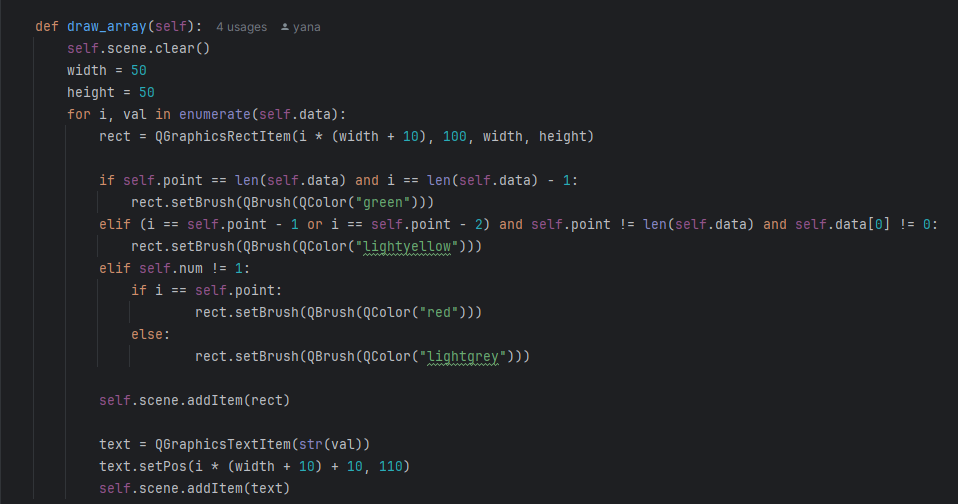 def draw_array(self):  4 usages  yana
    self.scene.clear()
    width = 50
    height = 50
    for i, val in enumerate(self.data):
        rect = QGraphicsRectItem(i * (width + 10), 100, width, height)

        if self.point == len(self.data) and i == len(self.data) - 1:
            rect.setBrush(QBrush(QColor("green")))
        elif (i == self.point - 1 or i == self.point - 2) and self.point != len(self.data) and self.data[0] != 0:
            rect.setBrush(QBrush(QColor("lightyellow")))
        elif self.num != 1:
            if i == self.point:
                    rect.setBrush(QBrush(QColor("red")))
            else:
                    rect.setBrush(QBrush(QColor("lightgrey")))

        self.scene.addItem(rect)

        text = QGraphicsTextItem(str(val))
        text.setPos(i * (width + 10) + 10, 110)
        self.scene.addItem(text)